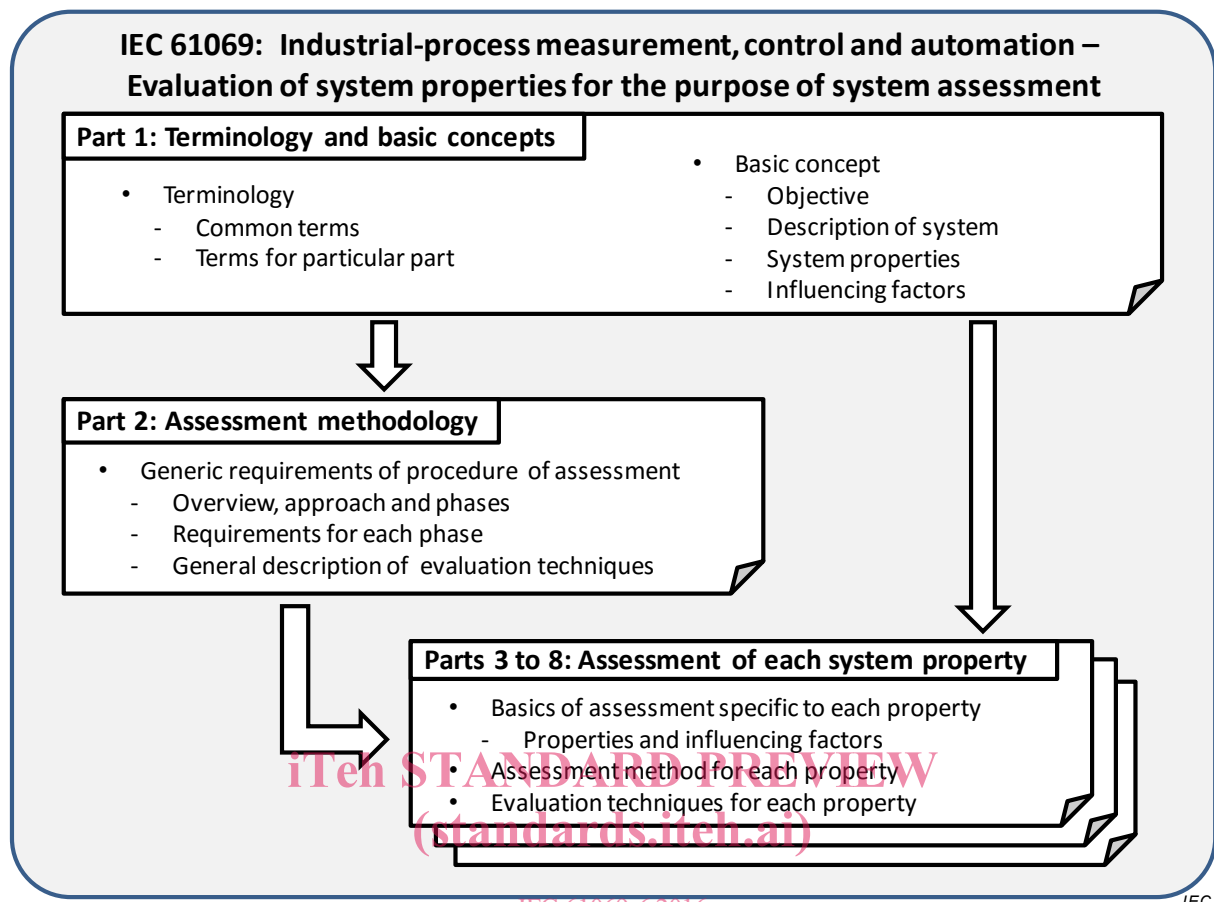 IEC 61069: Industrial-process measurement, control and automation –
Evaluation of system properties for the purpose of system assessment
Part 1: Terminology and basic concepts
• Terminology
- Common terms
- Terms for particular part
• Basic concept
- Objective
- Description of system
- System properties
- Influencing factors
Part 2: Assessment methodology
• Generic requirements of procedure of assessment
- Overview, approach and phases
- Requirements for each phase
- General description of evaluation techniques
Parts 3 to 8: Assessment of each system property
• Basics of assessment specific to each property
- Properties and influencing factors
• Assessment method for each property
• Evaluation techniques for each property
iTeh STANDARD PREVIEW
(standards.iteh.ai)
IEC